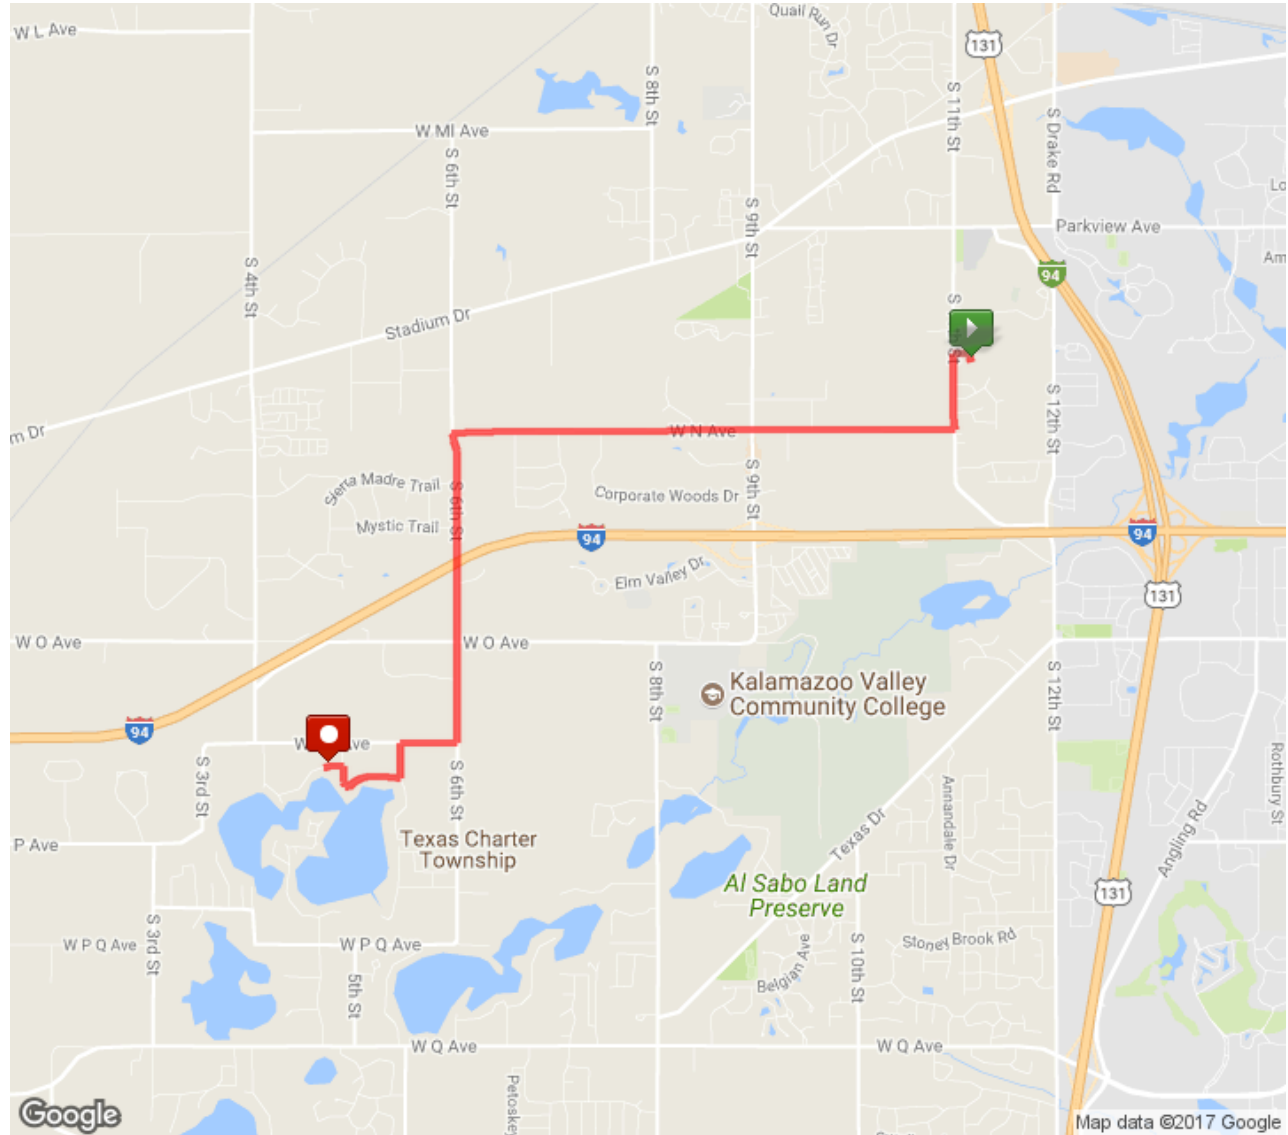 W L Ave
Quail Run Dr
131
S 8th St
S 11th St
S Drake Rd
W MI Ave
S 6th St
S 9th St
Parkview Ave
S 4th St
94
Stadium Dr
S
W N Ave
S 12th St
Sierra Madre Trail
S 6th St
S 9th St
Corporate Woods Dr
Mystic Trail
94
94
Elm Valley Dr
131
W O Ave
W O Ave
S 8th St
Kalamazoo Valley
Community College
S 12th St
94
S 3rd St
S 6th St
Rothbury St
Annandale Dr
Angling Rd
Texas Dr
P Ave
Texas Charter
Township
Al Sabo Land
Preserve
131
S 3rd St
W P Q Ave
W P Q Ave
5th St
Belgian Ave
S 10th St
Stoney Brook Rd
W Q Ave
W Q Ave
Petoskey
Google
Map data ©2017 Google